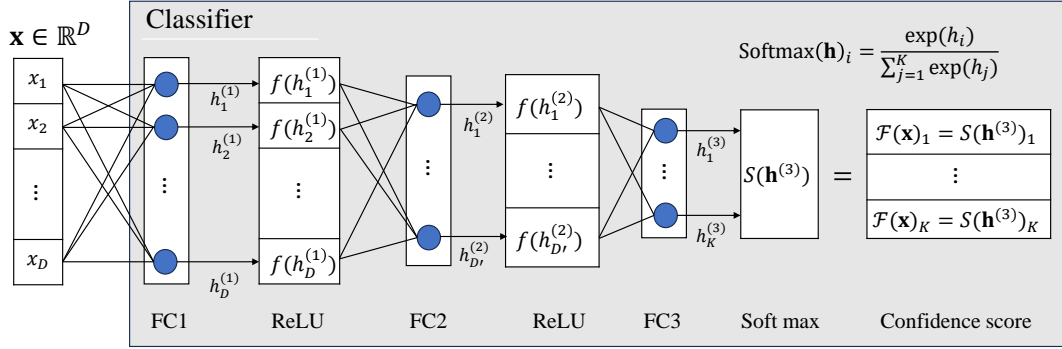 Classifier
𝐱 ∈ ℝ^D
Softmax(𝐡)_i = exp(h_i) / ∑_{j=1}^{K} exp(h_j)
x_1
x_2
⋮
x_D
⋮
h_1^{(1)}
h_2^{(1)}
h_D^{(1)}
f(h_1^{(1)})
f(h_2^{(1)})
⋮
f(h_D^{(1)})
⋮
h_1^{(2)}
h_{D′}^{(2)}
f(h_1^{(2)})
⋮
f(h_{D′}^{(2)})
⋮
h_1^{(3)}
h_K^{(3)}
S(𝐡^{(3)})
=
ℱ(𝐱)_1 = S(𝐡^{(3)})_1
⋮
ℱ(𝐱)_K = S(𝐡^{(3)})_K
FC1
ReLU
FC2
ReLU
FC3
Soft max
Confidence score